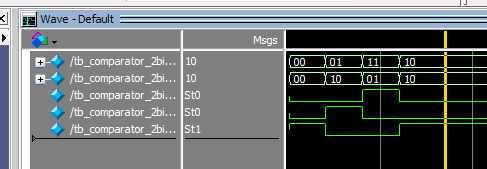 Wave - Default
Msgs
/tb_comparator_2bi... 10 00 01 11 10
/tb_comparator_2bi... 10 00 10 01 10
/tb_comparator_2bi... St0
/tb_comparator_2bi... St0
/tb_comparator_2bi... St1